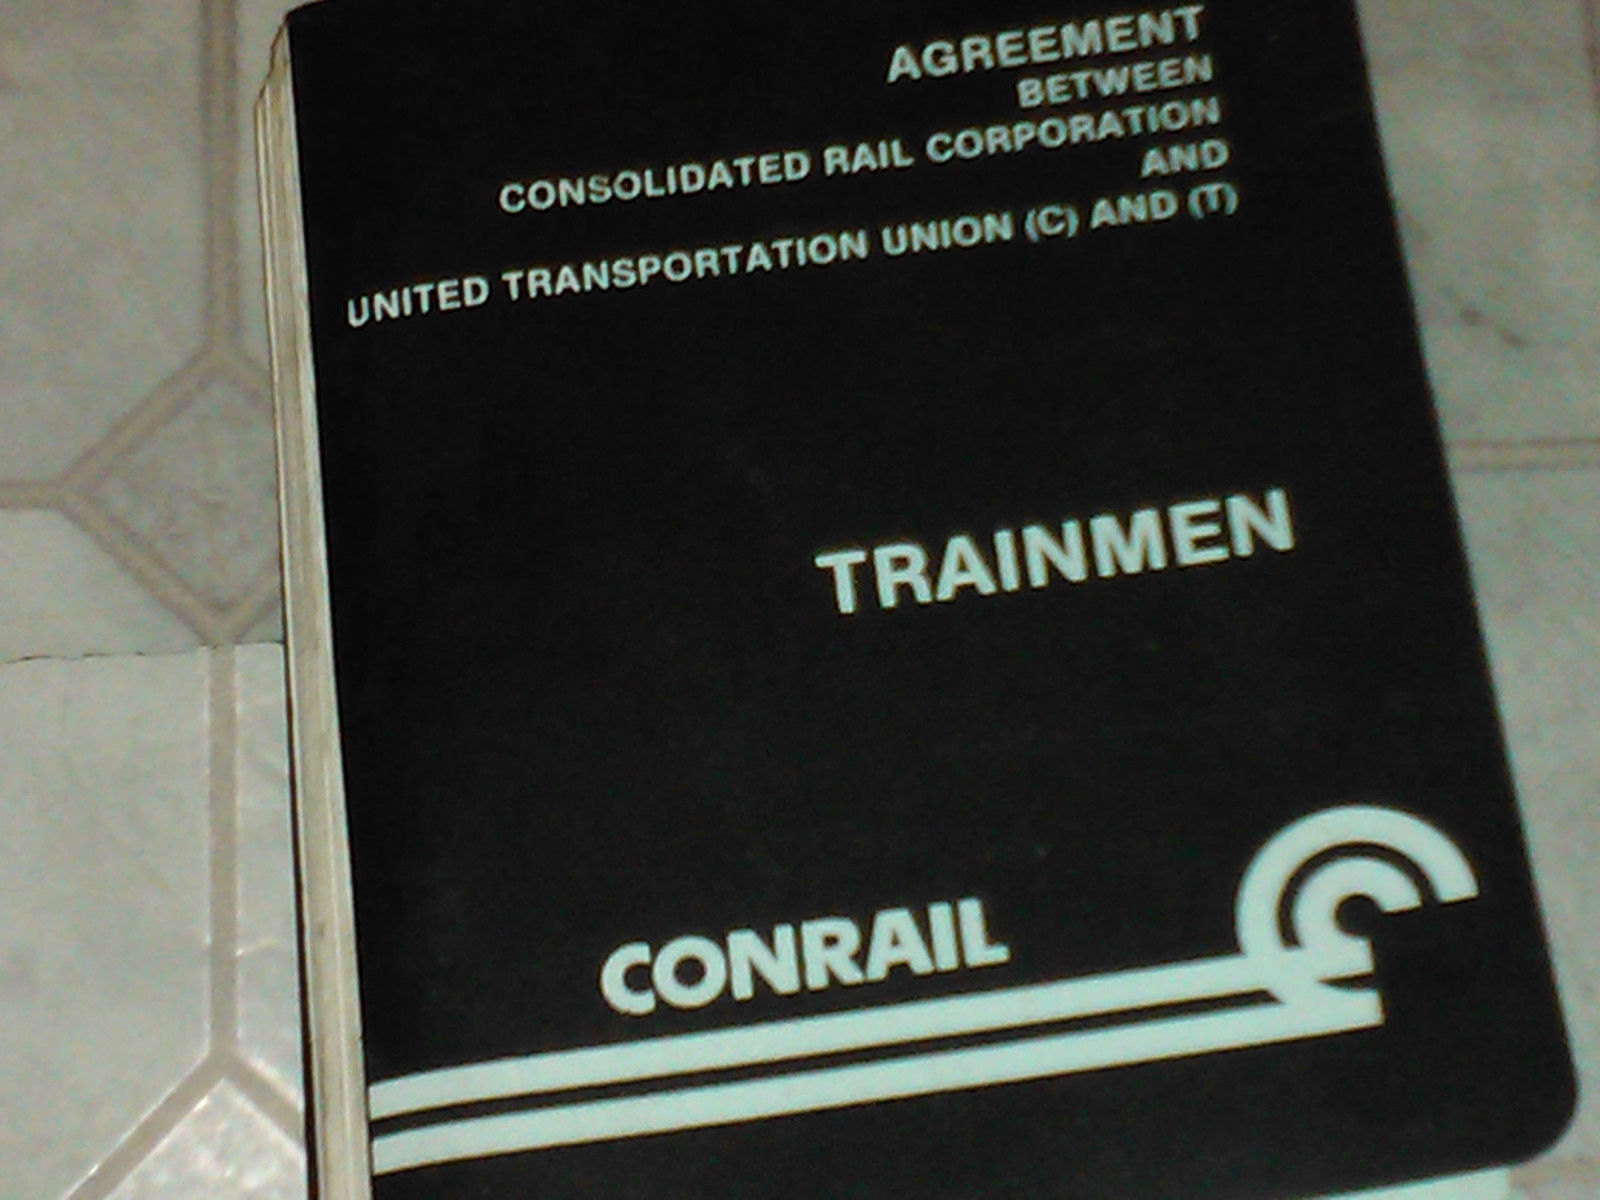 AGREEMENT
BETWEEN
CONSOLIDATED RAIL CORPORATION
AND
UNITED TRANSPORTATION UNION (C) AND (T)
TRAINMEN
CONRAIL